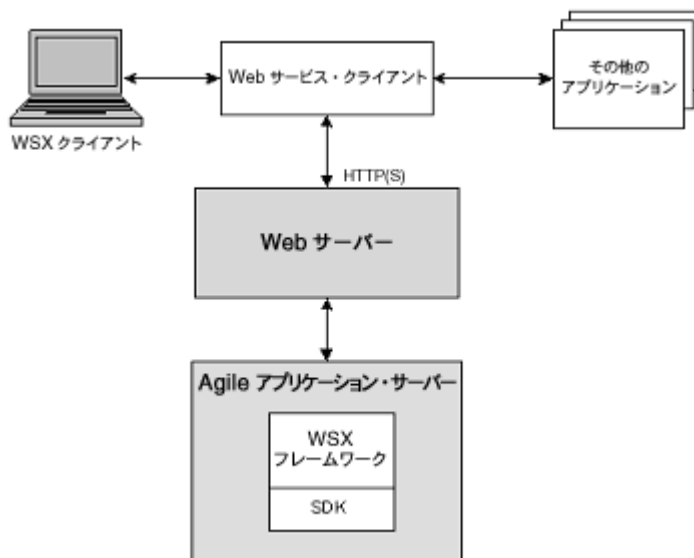 Web サービス・クライアント
その他の
アプリケーション
WSX クライアント
HTTP(S)
Web サーバー
Agile アプリケーション・サーバー
WSX
フレームワーク
SDK